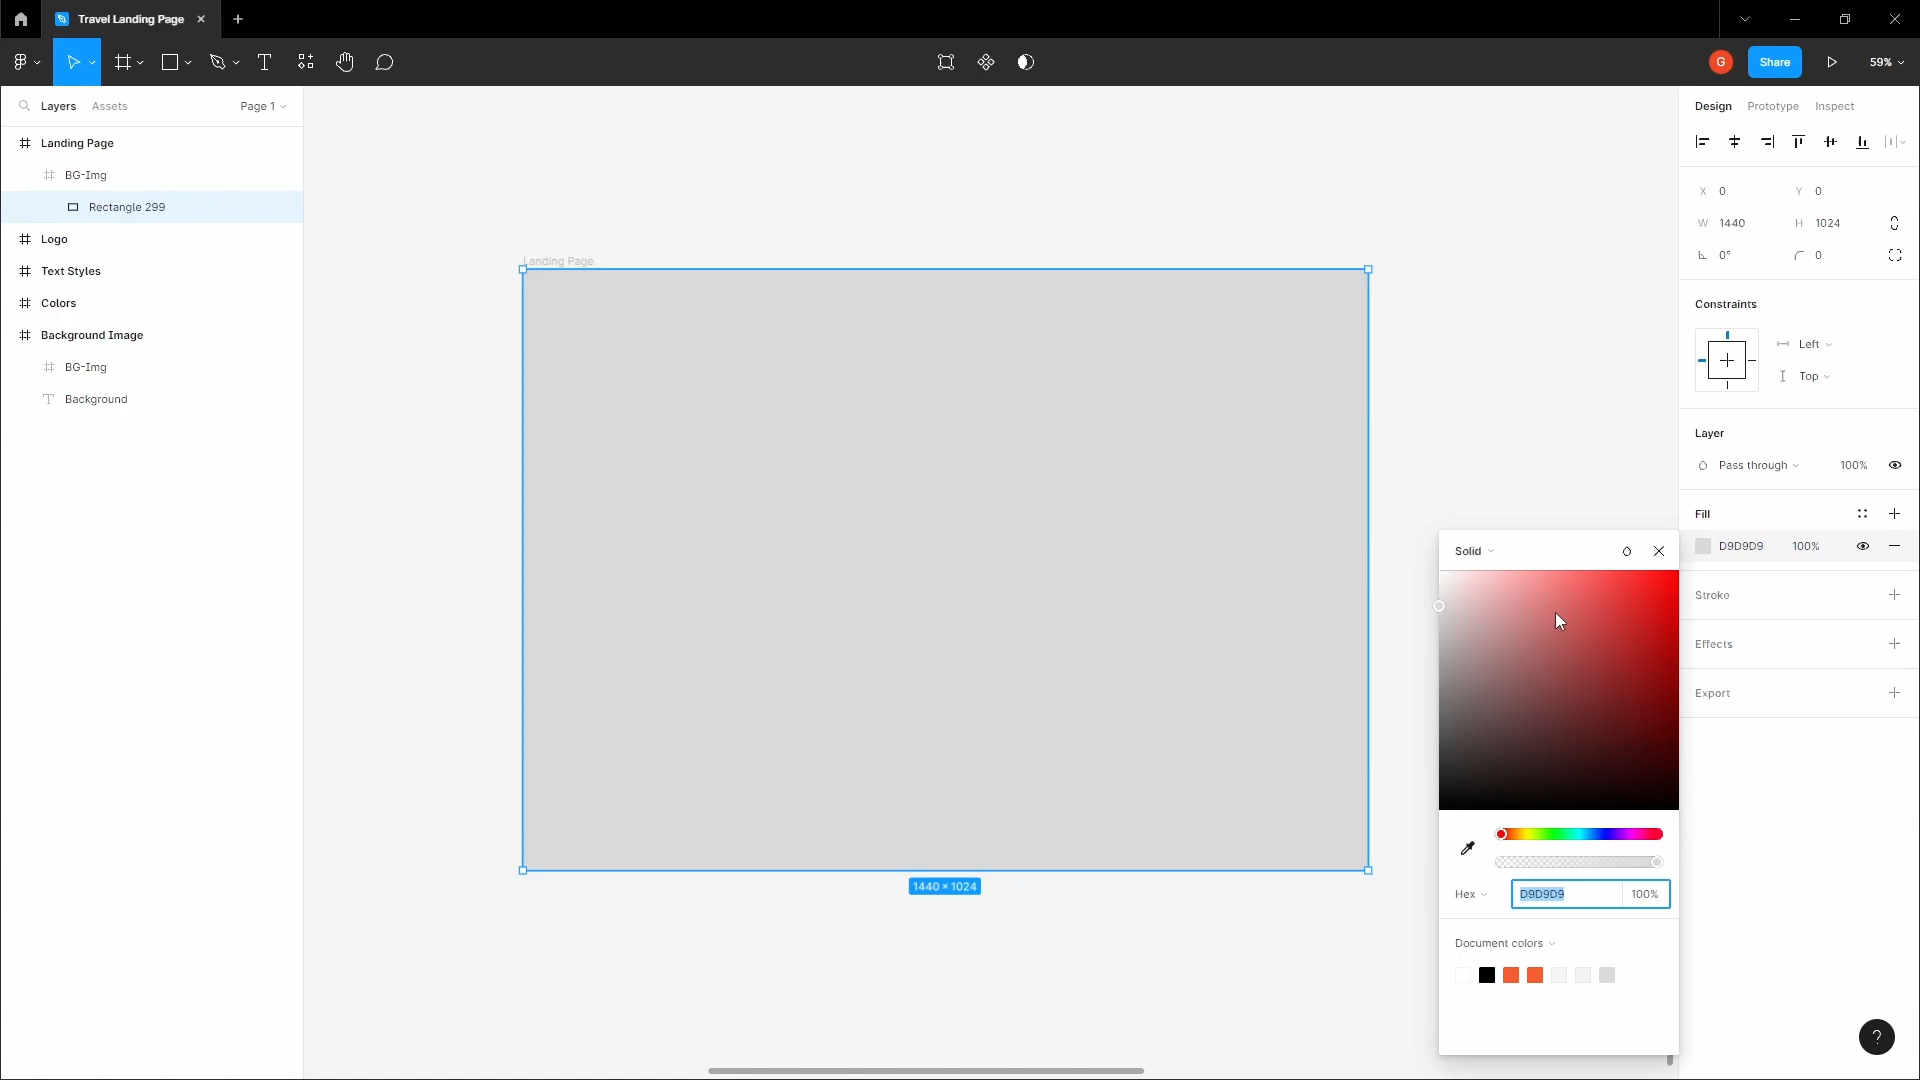 Travel Landing Page
G
Share
59%
Layers
Assets
Page 1
Landing Page
BG-Img
Rectangle 299
Logo
Text Styles
Colors
Background Image
BG-Img
Background
Landing Page
1440 × 1024
Design
Prototype
Inspect
X 0
Y 0
W 1440
H 1024
0°
0
Constraints
Left
Top
Layer
Pass through
100%
Fill
D9D9D9
100%
Stroke
Effects
Export
Solid
Hex
D9D9D9
100%
Document colors
?